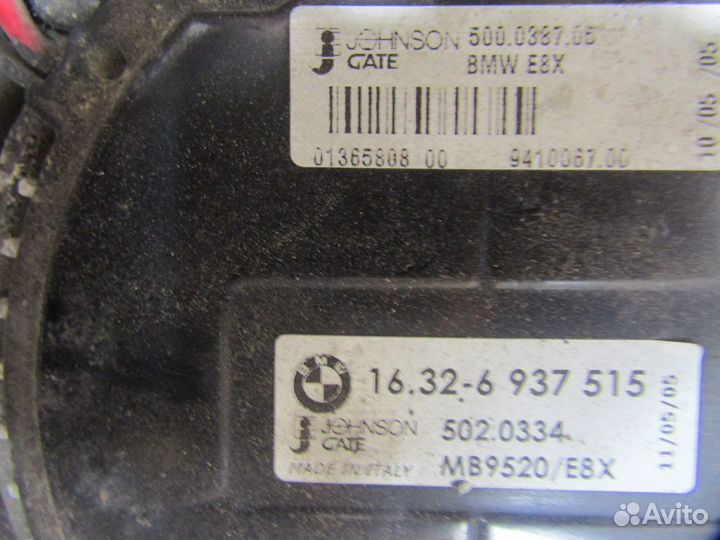 JOHNSON 500.0387.05
GATE BMW E8X
01365808 00 9410087.00
10/05/05
BMW
16.32-6 937 515
JOHNSON 502.0334
GATE
MADE IN ITALY MB9520/E8X
11/05/05
Avito